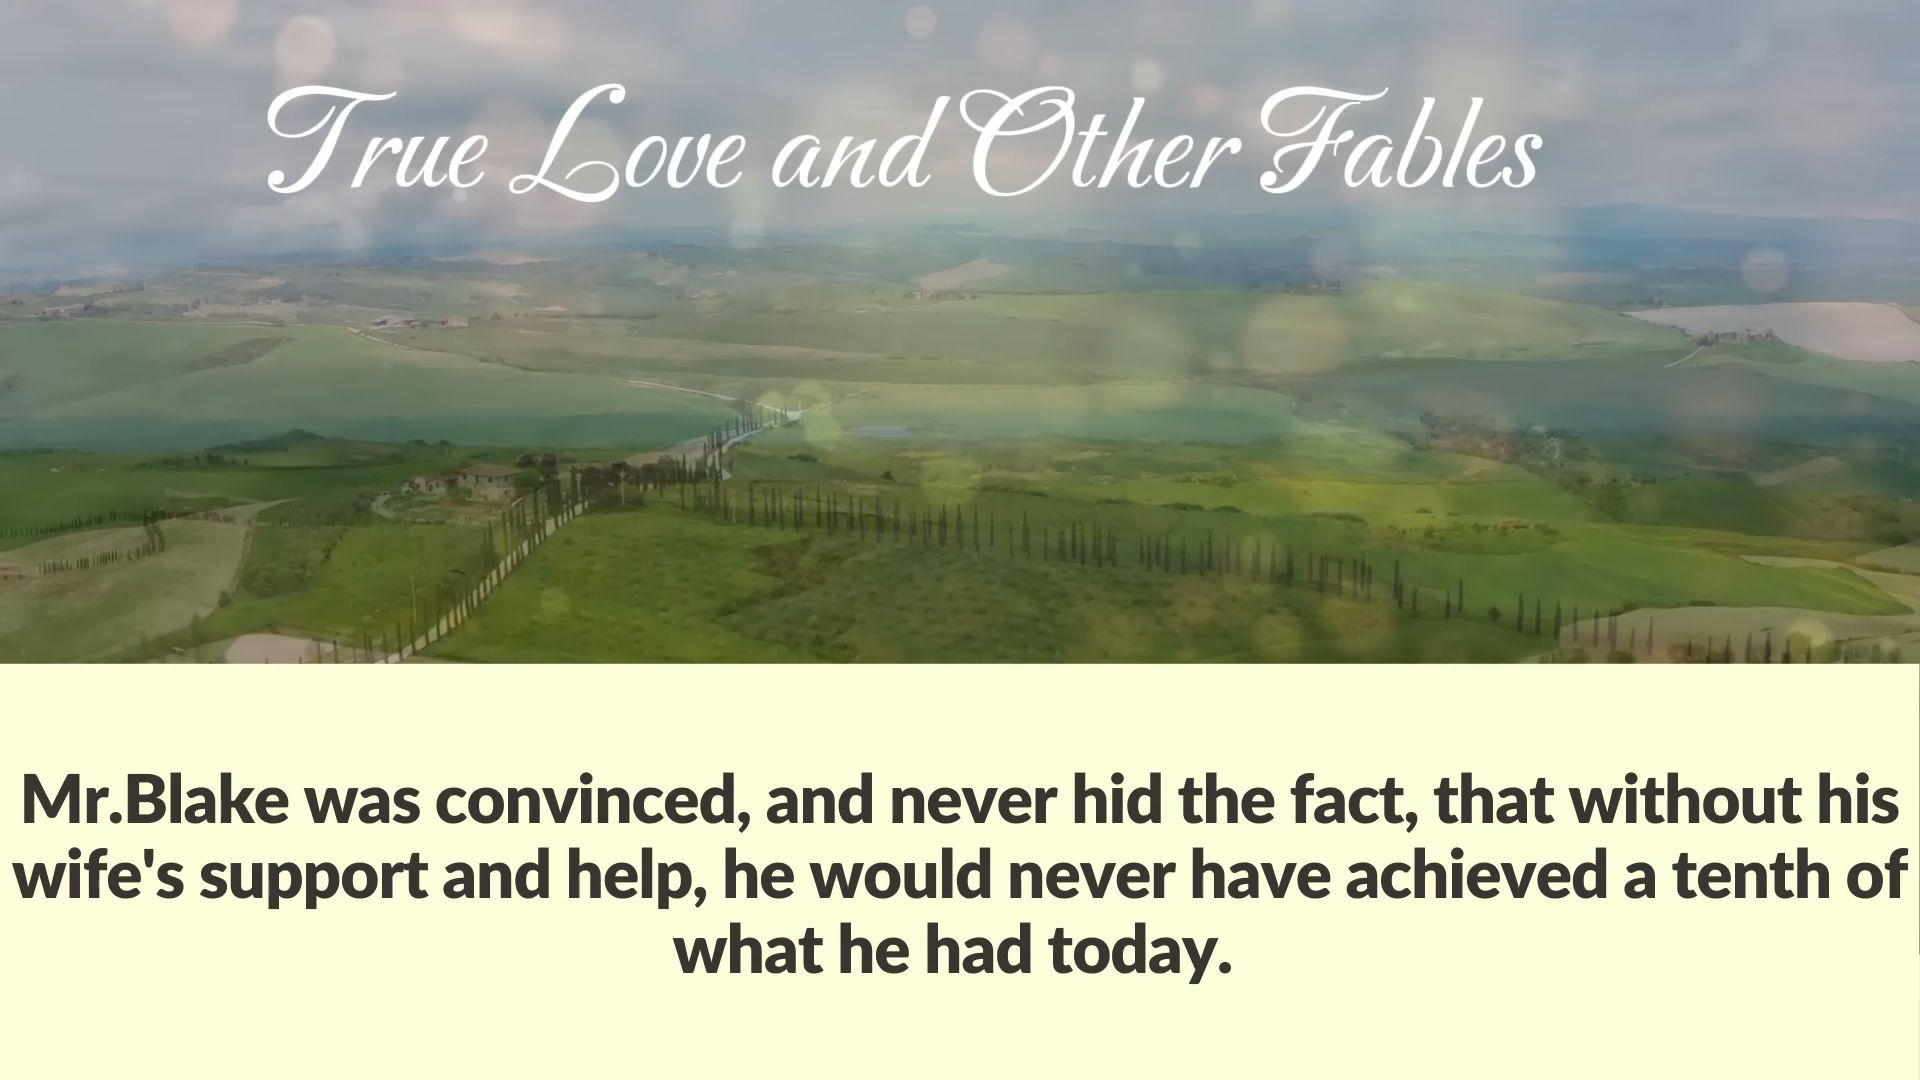 True Love and Other Fables
Mr.Blake was convinced, and never hid the fact, that without his
wife's support and help, he would never have achieved a tenth of
what he had today.